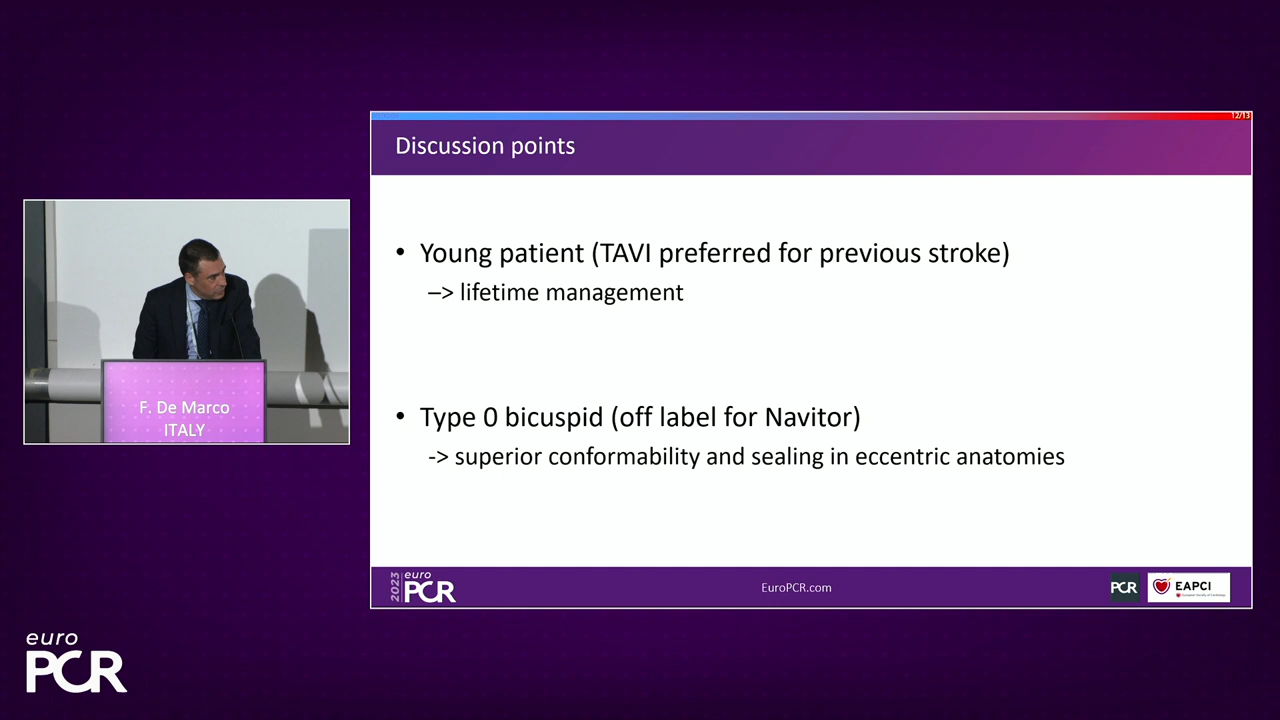 12/13
Discussion points
• Young patient (TAVI preferred for previous stroke)
–> lifetime management
• Type 0 bicuspid (off label for Navitor)
-> superior conformability and sealing in eccentric anatomies
F. De Marco
ITALY
2023 euro PCR
EuroPCR.com
PCR
EAPCI
euro
PCR